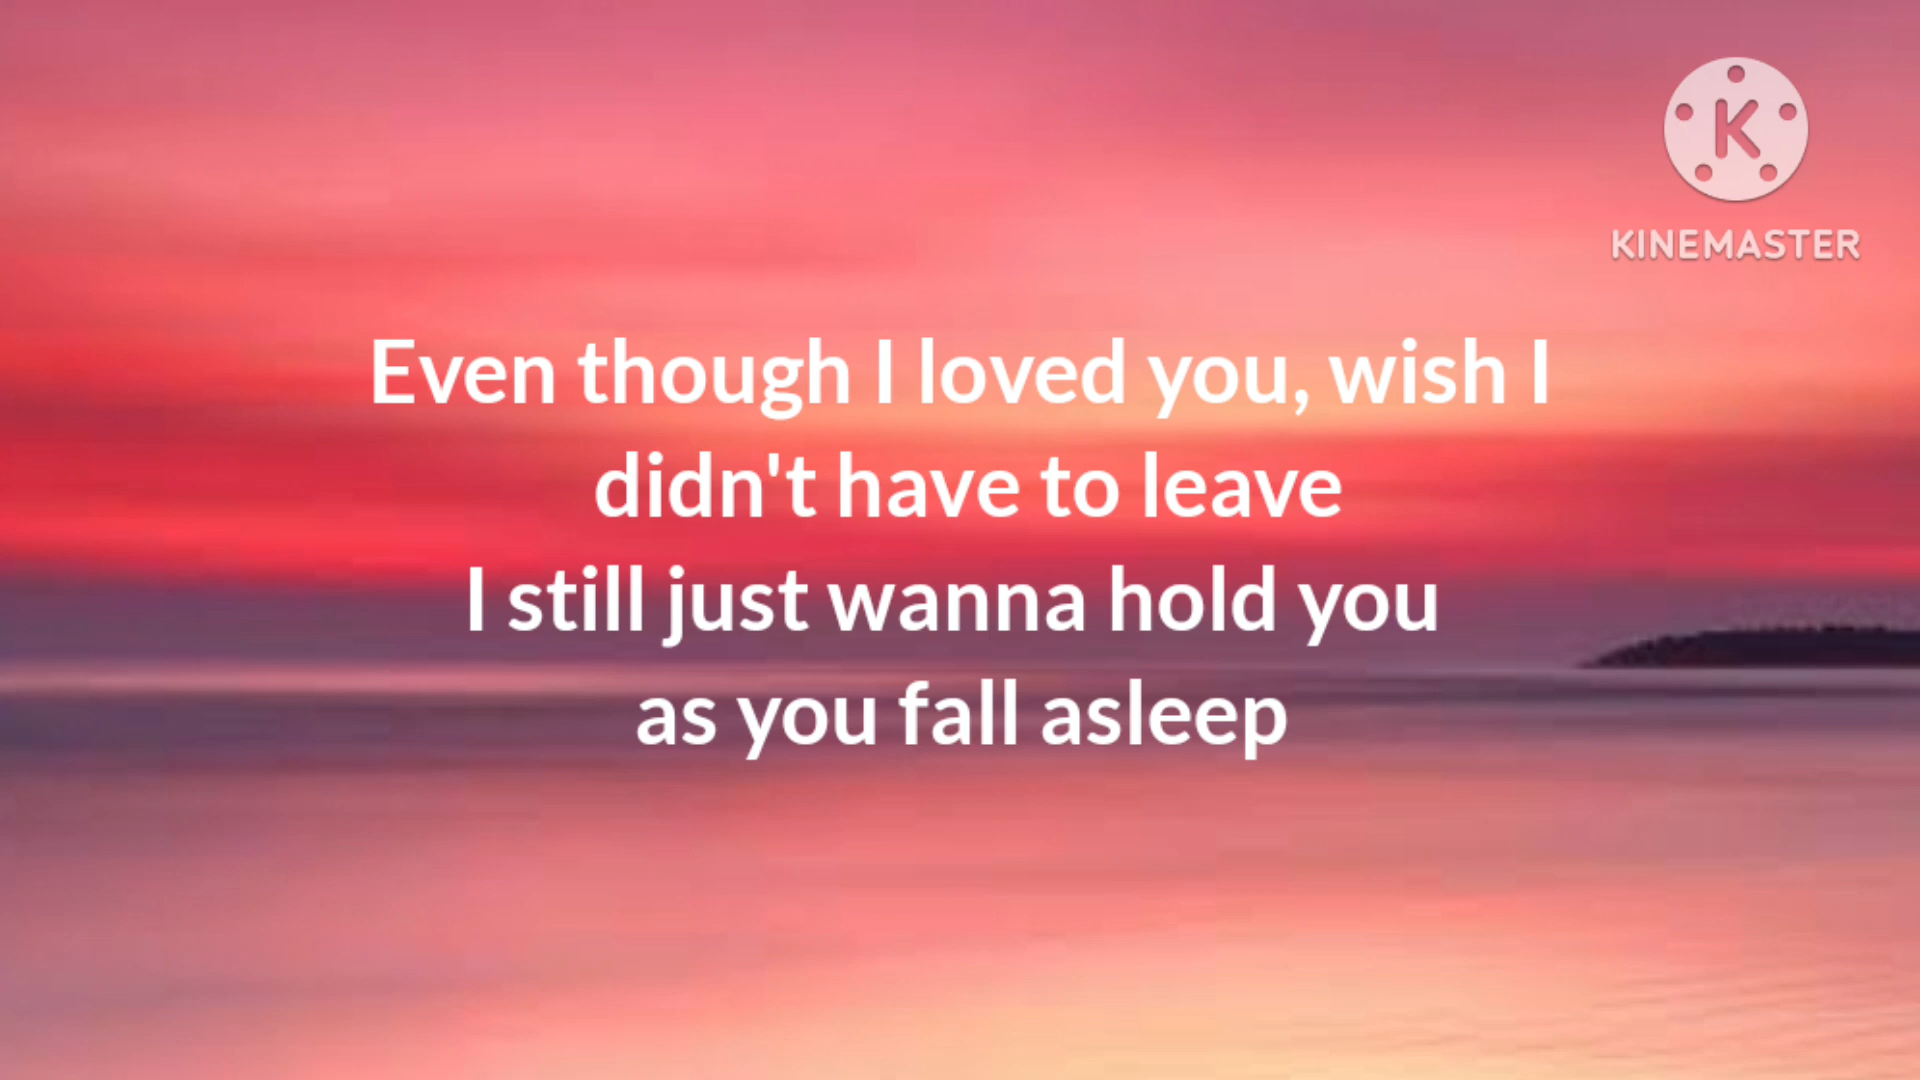 K
KINEMASTER
Even though I loved you, wish I
didn't have to leave
I still just wanna hold you
as you fall asleep